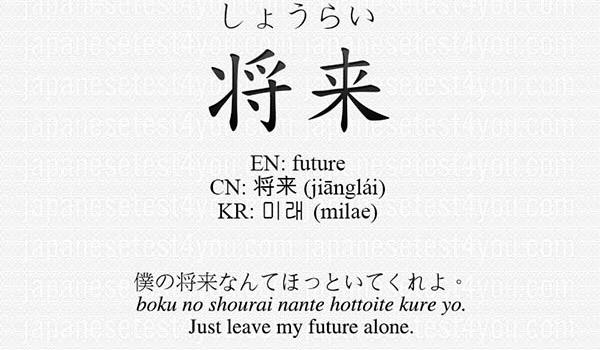 しょうらい
将来
EN: future
CN: 将来 (jiānglái)
KR: 미래 (milae)
僕の将来なんてほっといてくれよ。
boku no shourai nante hottoite kure yo.
Just leave my future alone.
japanesetest4you.com